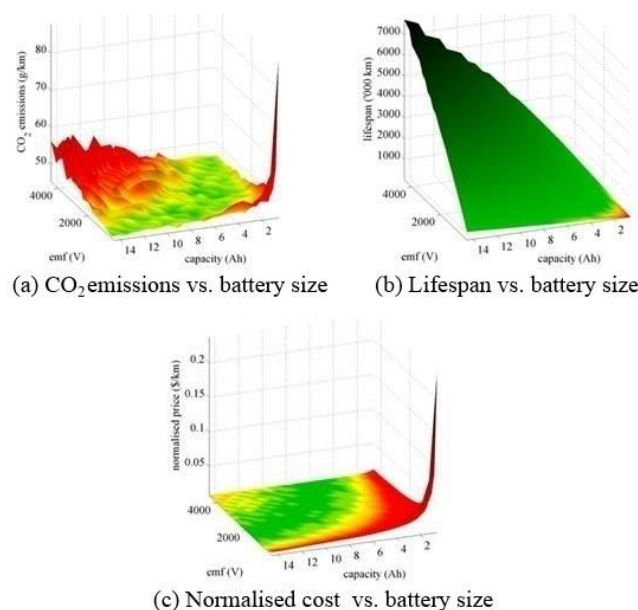 80
70
60
50
CO2 emissions (g/km)
4000
2000
emf (V)
14 12 10 8 6 4 2
capacity (Ah)
(a) CO2 emissions vs. battery size
7000
6000
5000
4000
3000
2000
1000
lifespan ('000 km)
4000
2000
emf (V)
14 12 10 8 6 4 2
capacity (Ah)
(b) Lifespan vs. battery size
0.2
0.15
0.1
0.05
normalised price ($/km)
4000
2000
emf (V)
14 12 10 8 6 4 2
capacity (Ah)
(c) Normalised cost vs. battery size